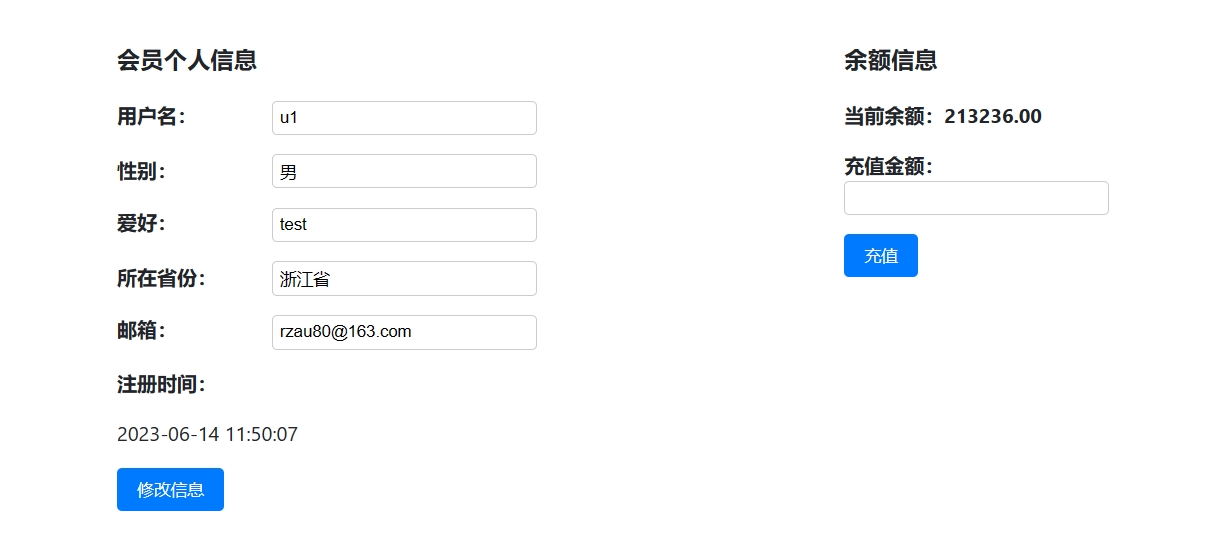 会员个人信息
用户名：
u1
性别：
男
爱好：
test
所在省份：
浙江省
邮箱：
rzau80@163.com
注册时间：
2023-06-14 11:50:07
修改信息
余额信息
当前余额：213236.00
充值金额：
充值